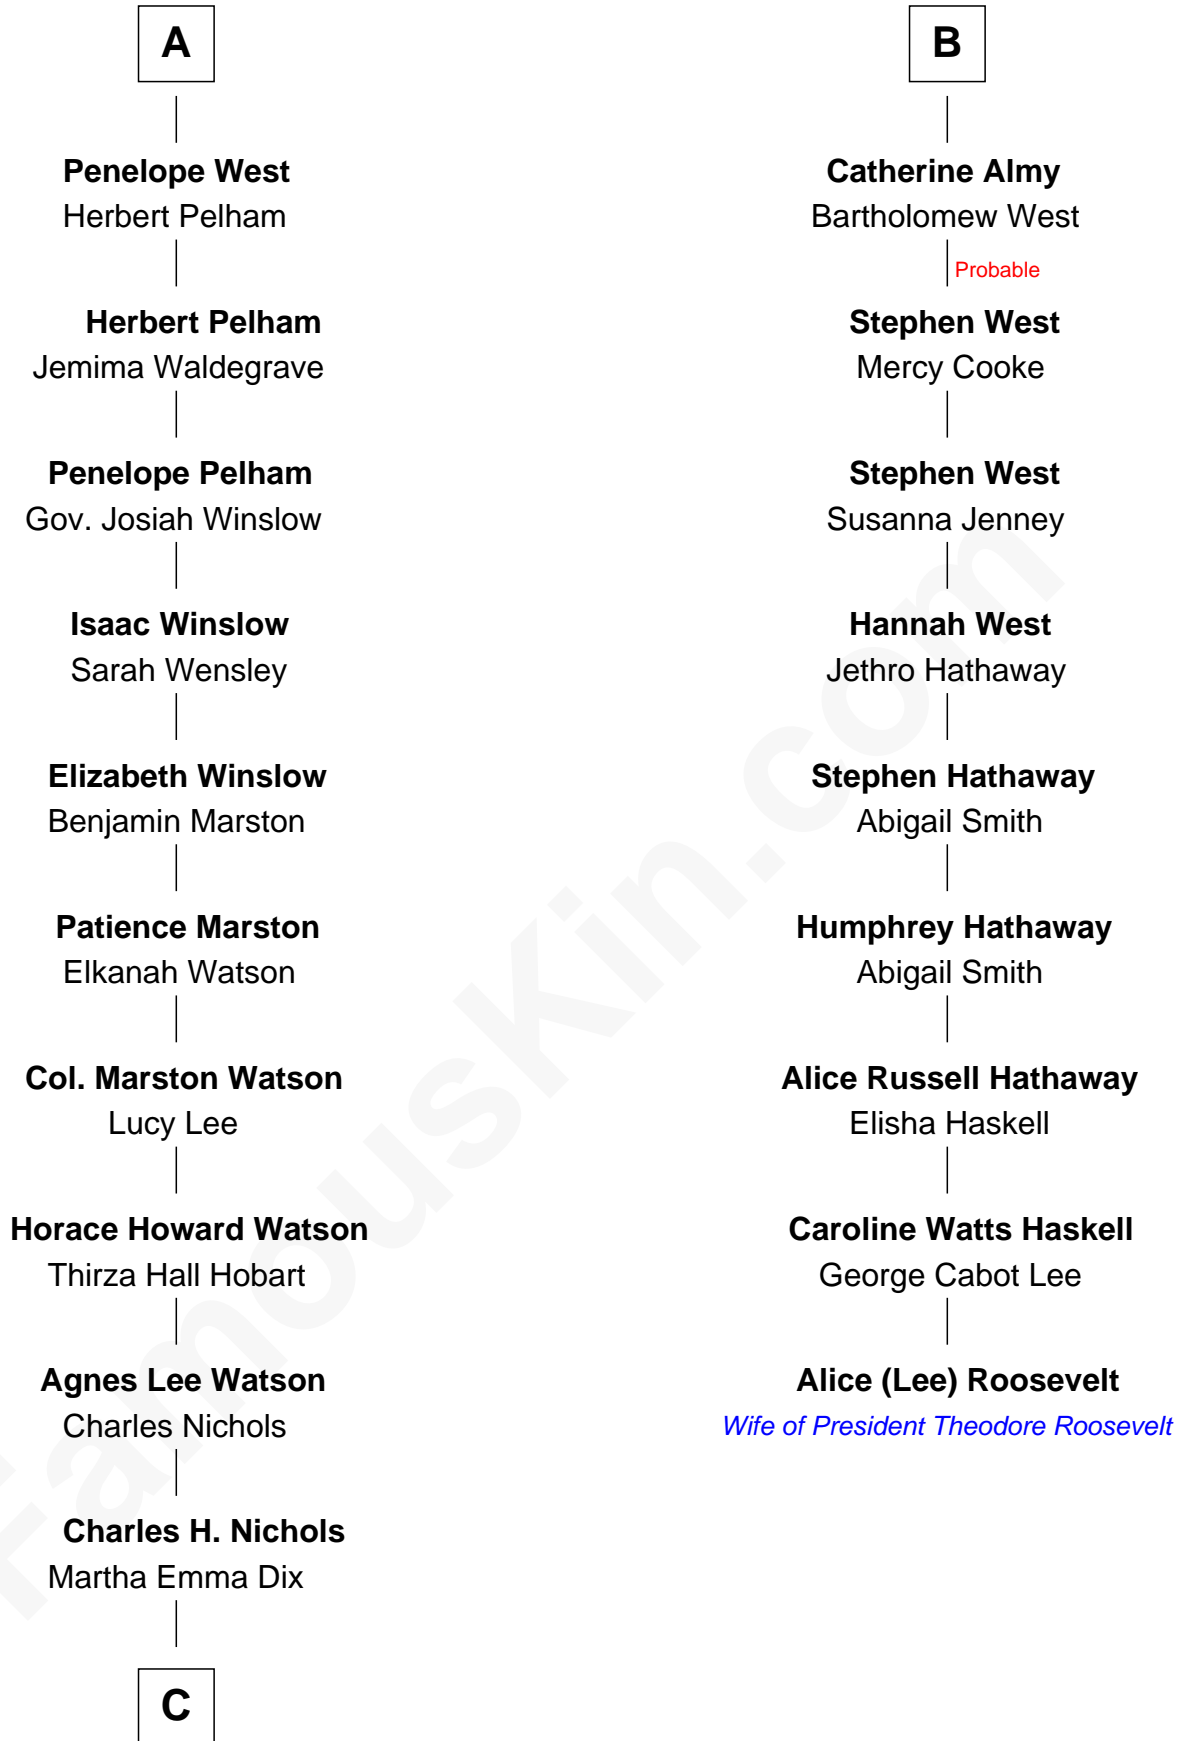 A
Penelope West
Herbert Pelham
Herbert Pelham
Jemima Waldegrave
Penelope Pelham
Gov. Josiah Winslow
Isaac Winslow
Sarah Wensley
Elizabeth Winslow
Benjamin Marston
Patience Marston
Elkanah Watson
Col. Marston Watson
Lucy Lee
Horace Howard Watson
Thirza Hall Hobart
Agnes Lee Watson
Charles Nichols
Charles H. Nichols
Martha Emma Dix
C
B
Catherine Almy
Bartholomew West
Probable
Stephen West
Mercy Cooke
Stephen West
Susanna Jenney
Hannah West
Jethro Hathaway
Stephen Hathaway
Abigail Smith
Humphrey Hathaway
Abigail Smith
Alice Russell Hathaway
Elisha Haskell
Caroline Watts Haskell
George Cabot Lee
Alice (Lee) Roosevelt
Wife of President Theodore Roosevelt
FamousKin.com